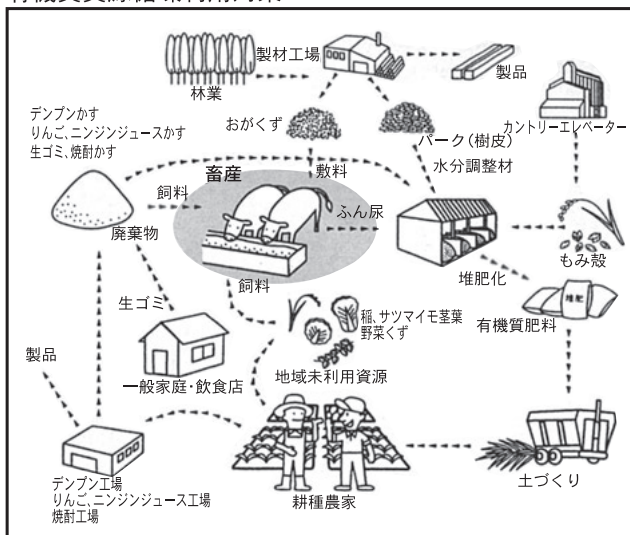 製材工場
林業
製品
カントリーエレベーター
デンプンかす
りんご、ニンジンジュースかす
生ゴミ、焼酎かす
おがくず
パーク(樹皮)
水分調整材
畜産
敷料
飼料
ふん尿
廃棄物
飼料
堆肥化
もみ殻
堆肥
有機質肥料
生ゴミ
稲、サツマイモ茎葉
野菜くず
一般家庭・飲食店
地域未利用資源
製品
デンプン工場
りんご、ニンジンジュース工場
焼酎工場
耕種農家
土づくり